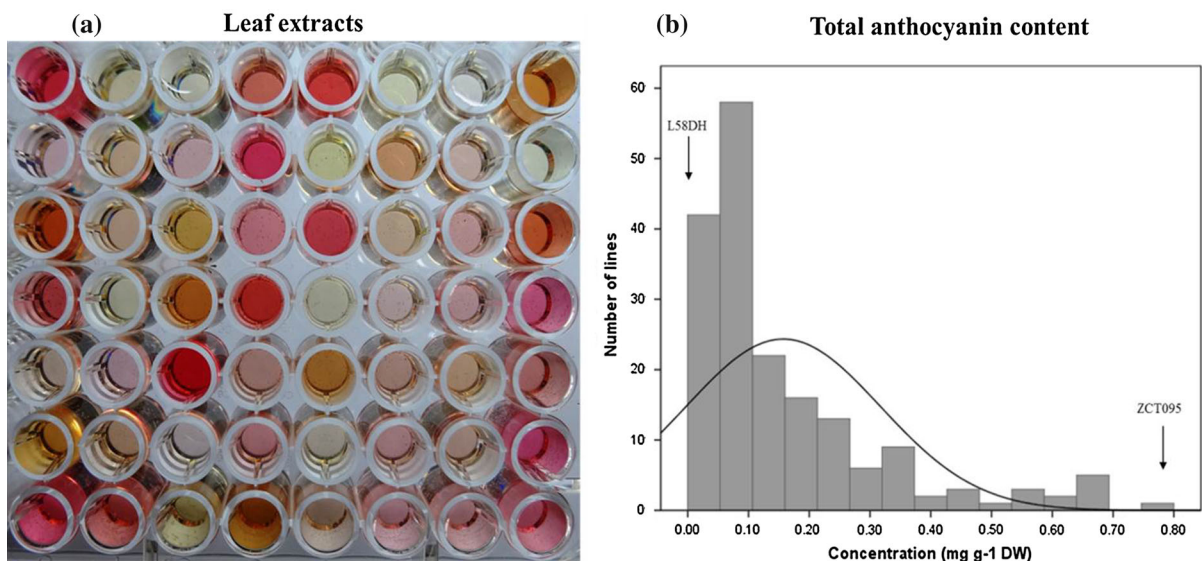 (a)
Leaf extracts
(b)
Total anthocyanin content
60
50
40
30
20
10
0
Number of lines
L58DH
ZCT095
0.00 0.10 0.20 0.30 0.40 0.50 0.60 0.70 0.80
Concentration (mg g-1 DW)